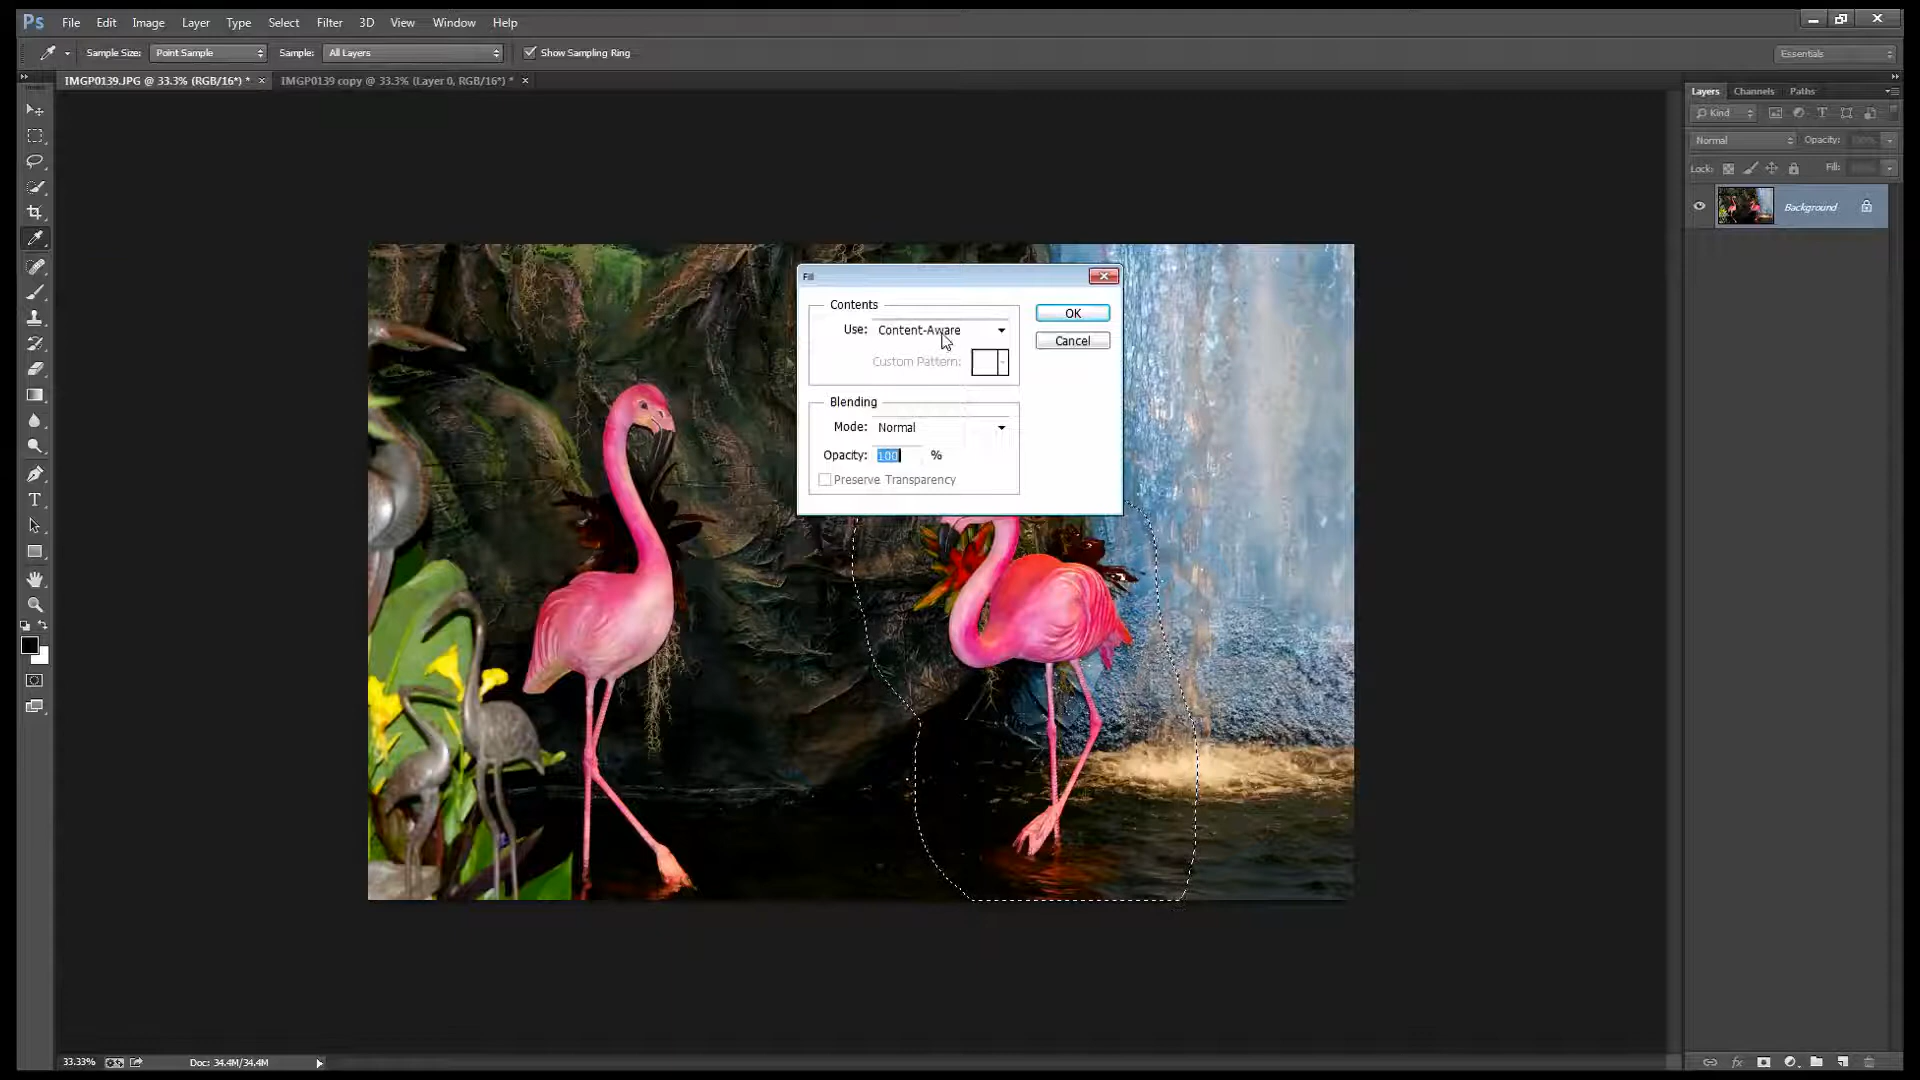 Ps File Edit Image Layer Type Select Filter 3D View Window Help
Sample Size: Point Sample Sample: All Layers Show Sampling Ring Essentials
IMGP0139.JPG @ 33.3% (RGB/16*) * × IMGP0139 copy @ 33.3% (Layer 0, RGB/16*) * ×
Layers Channels Paths
Kind
Normal Opacity:
Lock: Fill:
Background
Fill
Contents
Use: Content-Aware
Custom Pattern:
OK
Cancel
Blending
Mode: Normal
Opacity: 100 %
Preserve Transparency
T
33.33% Doc: 34.4M/34.4M
fx